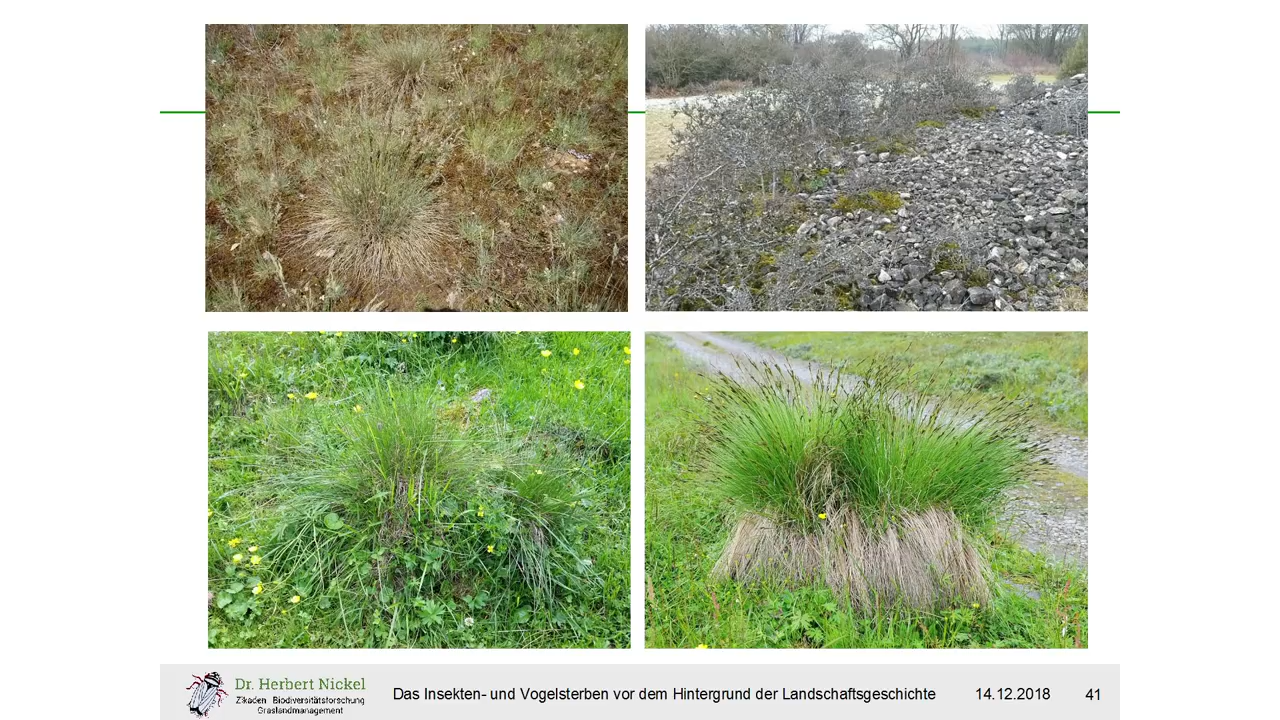 Dr. Herbert Nickel
Zikaden Biodiversitätsforschung
Graslandmanagement
Das Insekten- und Vogelsterben vor dem Hintergrund der Landschaftsgeschichte
14.12.2018
41